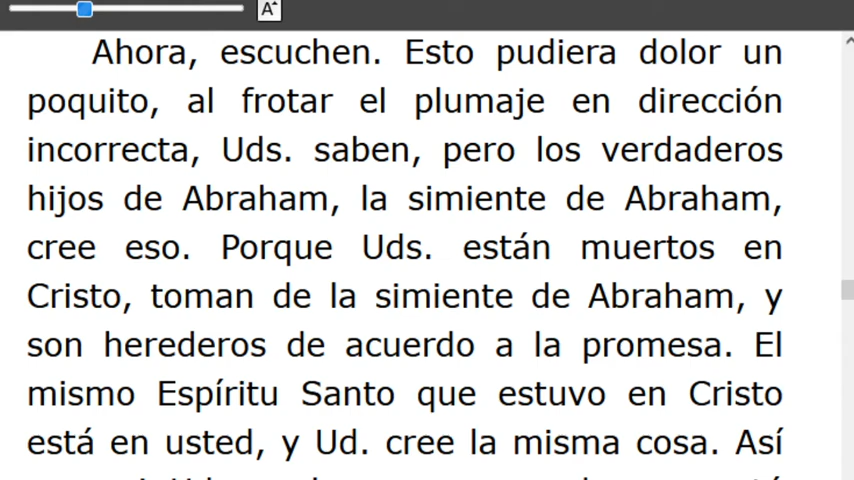 A
Ahora, escuchen. Esto pudiera dolor un
poquito, al frotar el plumaje en dirección
incorrecta, Uds. saben, pero los verdaderos
hijos de Abraham, la simiente de Abraham,
cree eso. Porque Uds. están muertos en
Cristo, toman de la simiente de Abraham, y
son herederos de acuerdo a la promesa. El
mismo Espíritu Santo que estuvo en Cristo
está en usted, y Ud. cree la misma cosa. Así